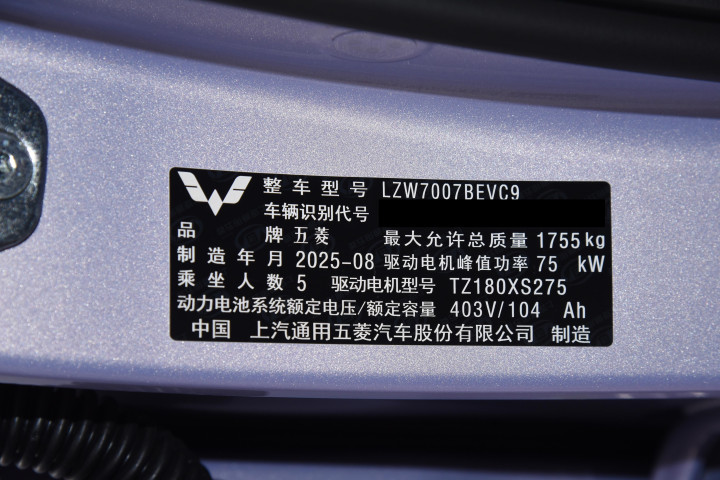 整车型号 LZW7007BEVC9
车辆识别代号
品牌 五菱 最大允许总质量 1755kg
制造年月 2025-08 驱动电机峰值功率 75 kW
乘坐人数 5 驱动电机型号 TZ180XS275
动力电池系统额定电压/额定容量 403V/104 Ah
中国 上汽通用五菱汽车股份有限公司 制造